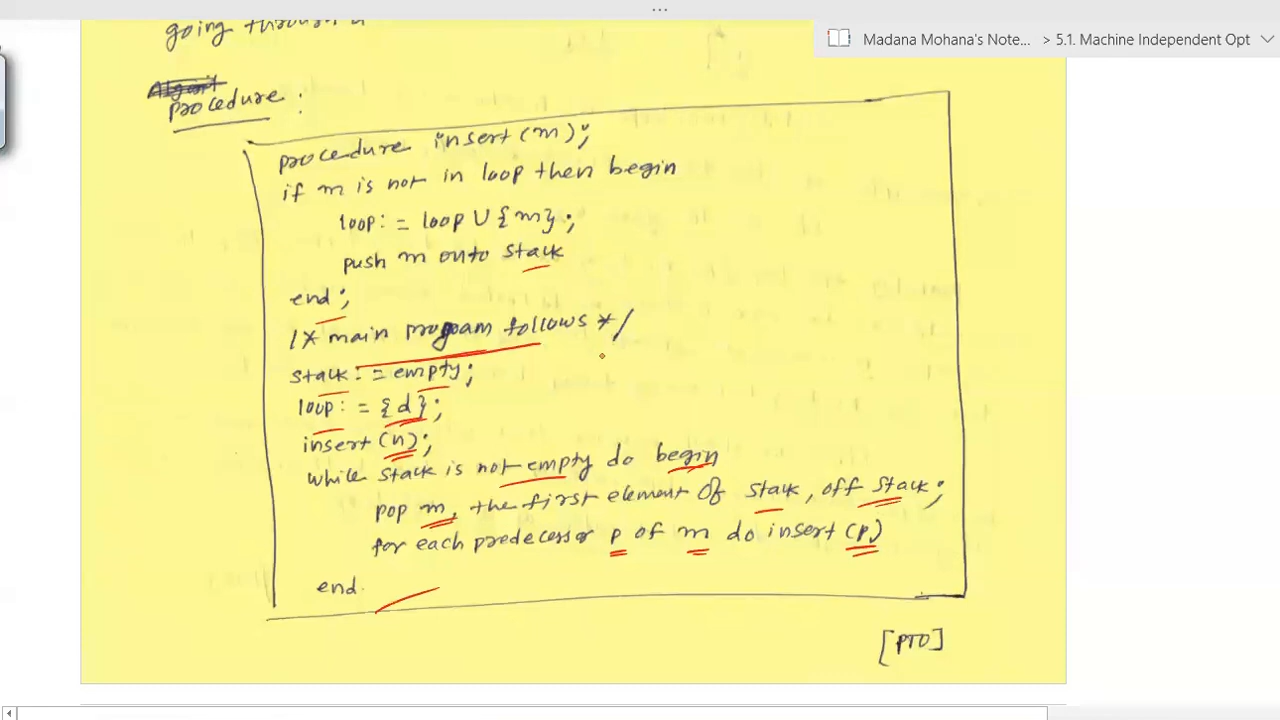 ...
Madana Mohana's Note... > 5.1. Machine Independent Opt
going through
Procedure :
procedure insert (m);
if m is not in loop then begin
loop: = loop U {m};
push m onto stack
end;
/* main program follows */
stack: = empty;
loop: = {d};
insert (n);
while stack is not empty do begin
pop m, the first element of stack, off stack;
for each predecessor p of m do insert (p)
end.
[PTO]